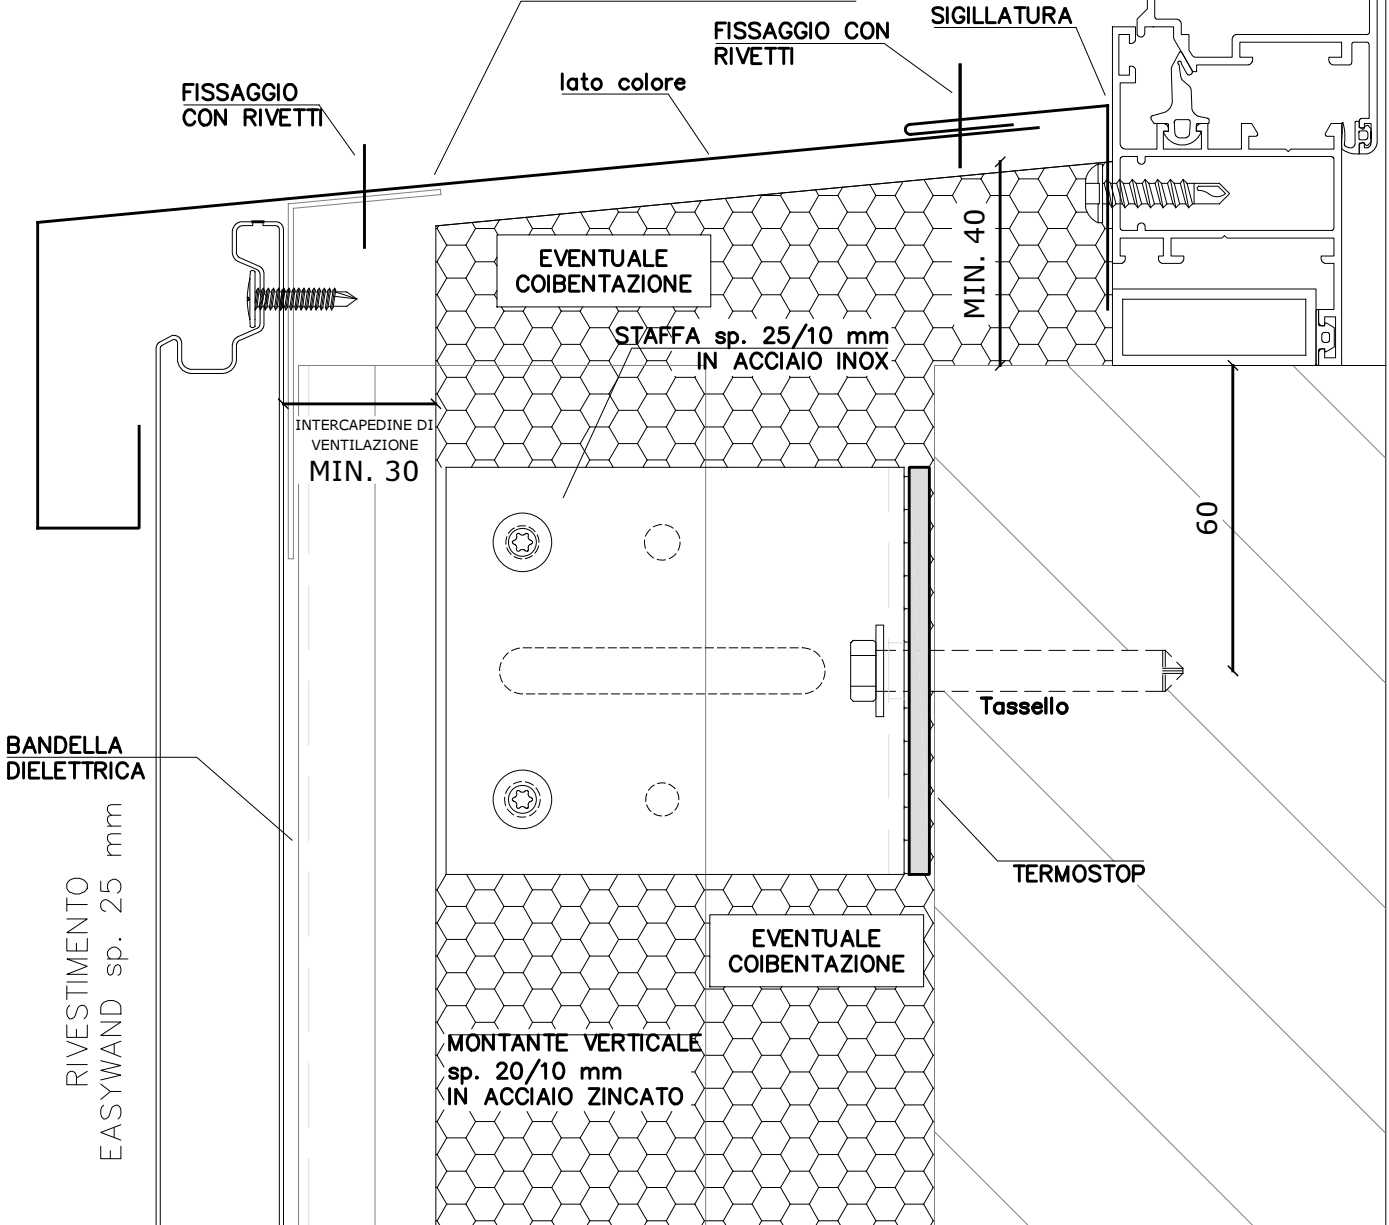 SIGILLATURA
FISSAGGIO CON
RIVETTI
lato colore
FISSAGGIO
CON RIVETTI
MIN. 40
EVENTUALE
COIBENTAZIONE
STAFFA sp. 25/10 mm
IN ACCIAIO INOX
INTERCAPEDINE DI
VENTILAZIONE
MIN. 30
60
Tassello
BANDELLA
DIELETTRICA
RIVESTIMENTO
EASYWAND sp. 25 mm
TERMOSTOP
EVENTUALE
COIBENTAZIONE
MONTANTE VERTICALE
sp. 20/10 mm
IN ACCIAIO ZINCATO